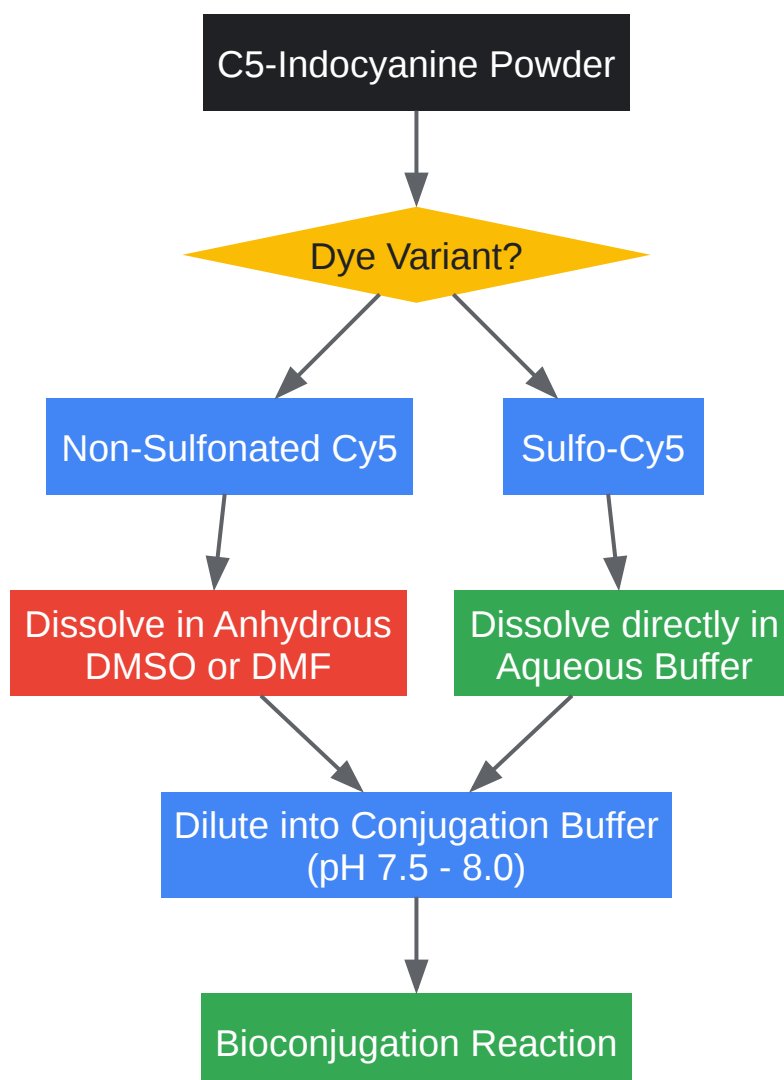 C5-Indocyanine Powder
Dye Variant?
Non-Sulfonated Cy5
Sulfo-Cy5
Dissolve in Anhydrous
DMSO or DMF
Dissolve directly in
Aqueous Buffer
Dilute into Conjugation Buffer
(pH 7.5 - 8.0)
Bioconjugation Reaction